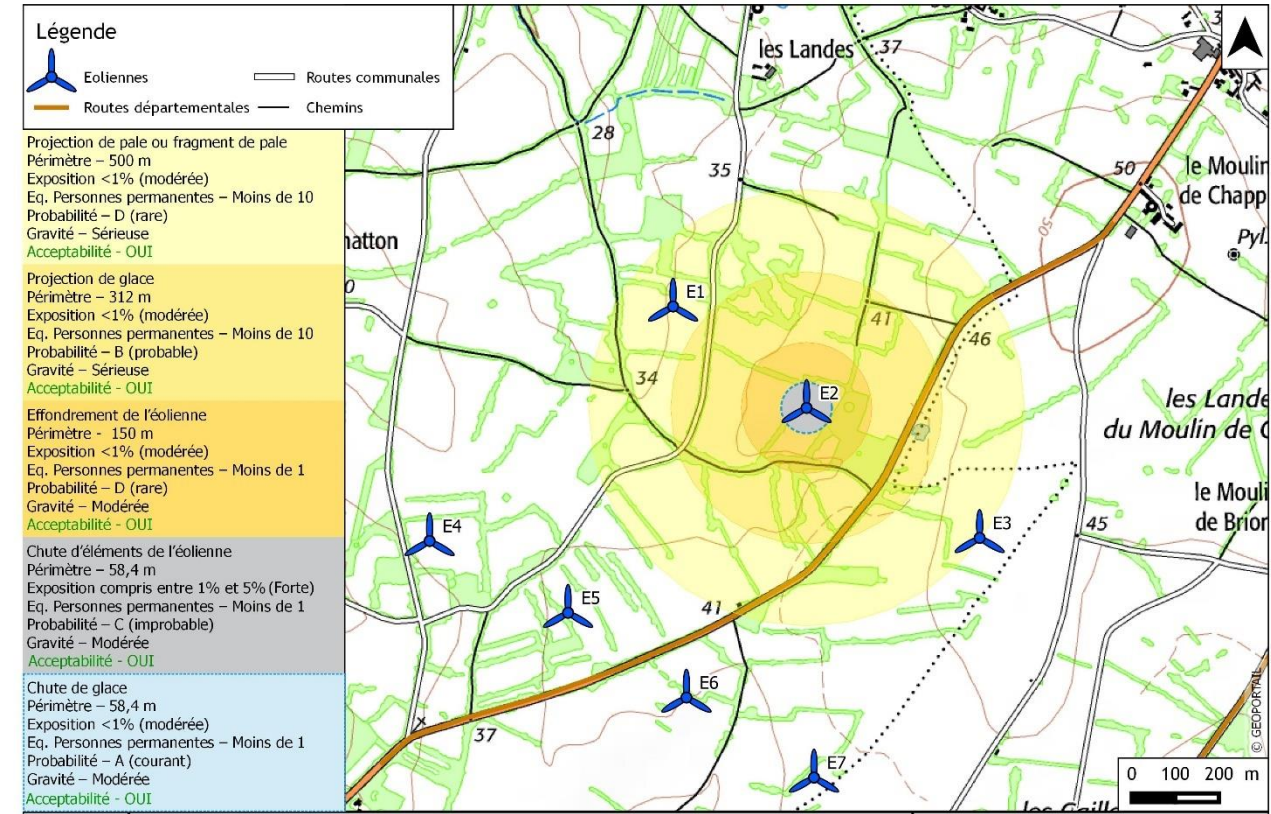 Légende
Eoliennes
Routes communales
Routes départementales
Chemins
Projection de pale ou fragment de pale
Périmètre – 500 m
Exposition <1% (modérée)
Eq. Personnes permanentes – Moins de 10
Probabilité – D (rare)
Gravité – Sérieuse
Acceptabilité - OUI
Projection de glace
Périmètre – 312 m
Exposition <1% (modérée)
Eq. Personnes permanentes – Moins de 10
Probabilité – B (probable)
Gravité – Sérieuse
Acceptabilité - OUI
Effondrement de l'éolienne
Périmètre - 150 m
Exposition <1% (modérée)
Eq. Personnes permanentes – Moins de 1
Probabilité – D (rare)
Gravité – Modérée
Acceptabilité - OUI
Chute d'éléments de l'éolienne
Périmètre – 58,4 m
Exposition compris entre 1% et 5% (Forte)
Eq. Personnes permanentes – Moins de 1
Probabilité – C (improbable)
Gravité – Modérée
Acceptabilité - OUI
Chute de glace
Périmètre – 58,4 m
Exposition <1% (modérée)
Eq. Personnes permanentes – Moins de 1
Probabilité – A (courant)
Gravité – Modérée
Acceptabilité - OUI
les Landes
37
28
35
50
le Moulin
de Chapp
50
Pyl.
hatton
0
E1
41
46
34
E2
les Lande
du Moulin de
le Mouli
de Brior
E4
E3
45
E5
41
E6
37
E7
0 100 200 m
© GEOPORTAIL